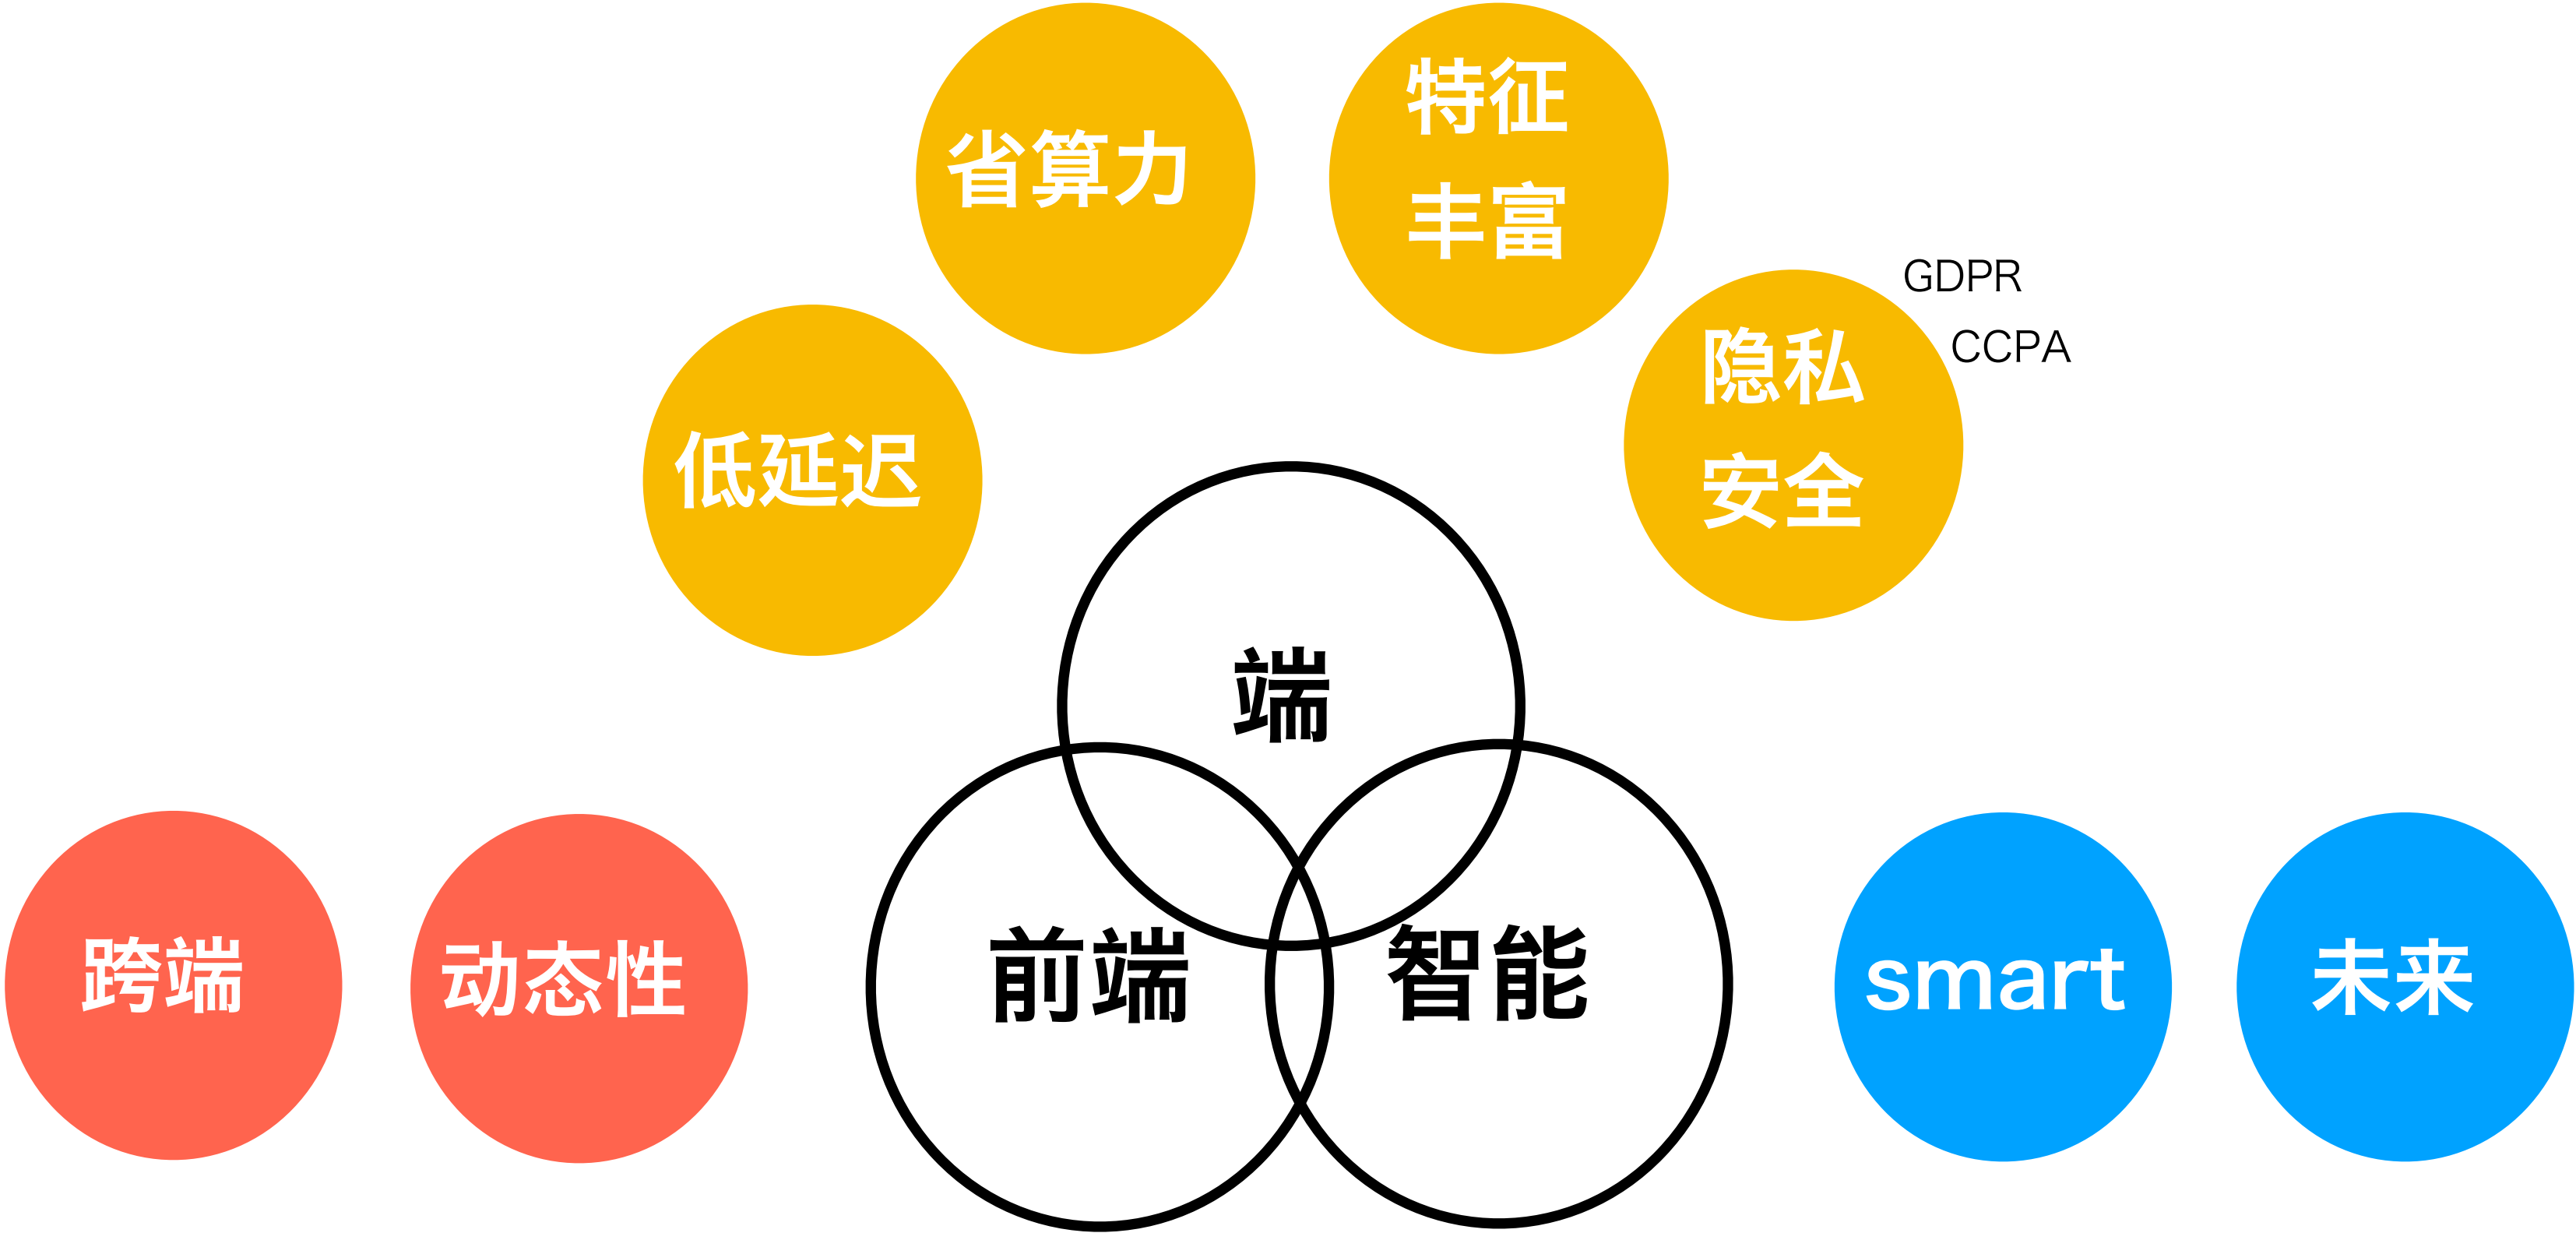 省算力
特征
丰富
GDPR
CCPA
隐私
安全
低延迟
端
跨端
动态性
前端
智能
smart
未来